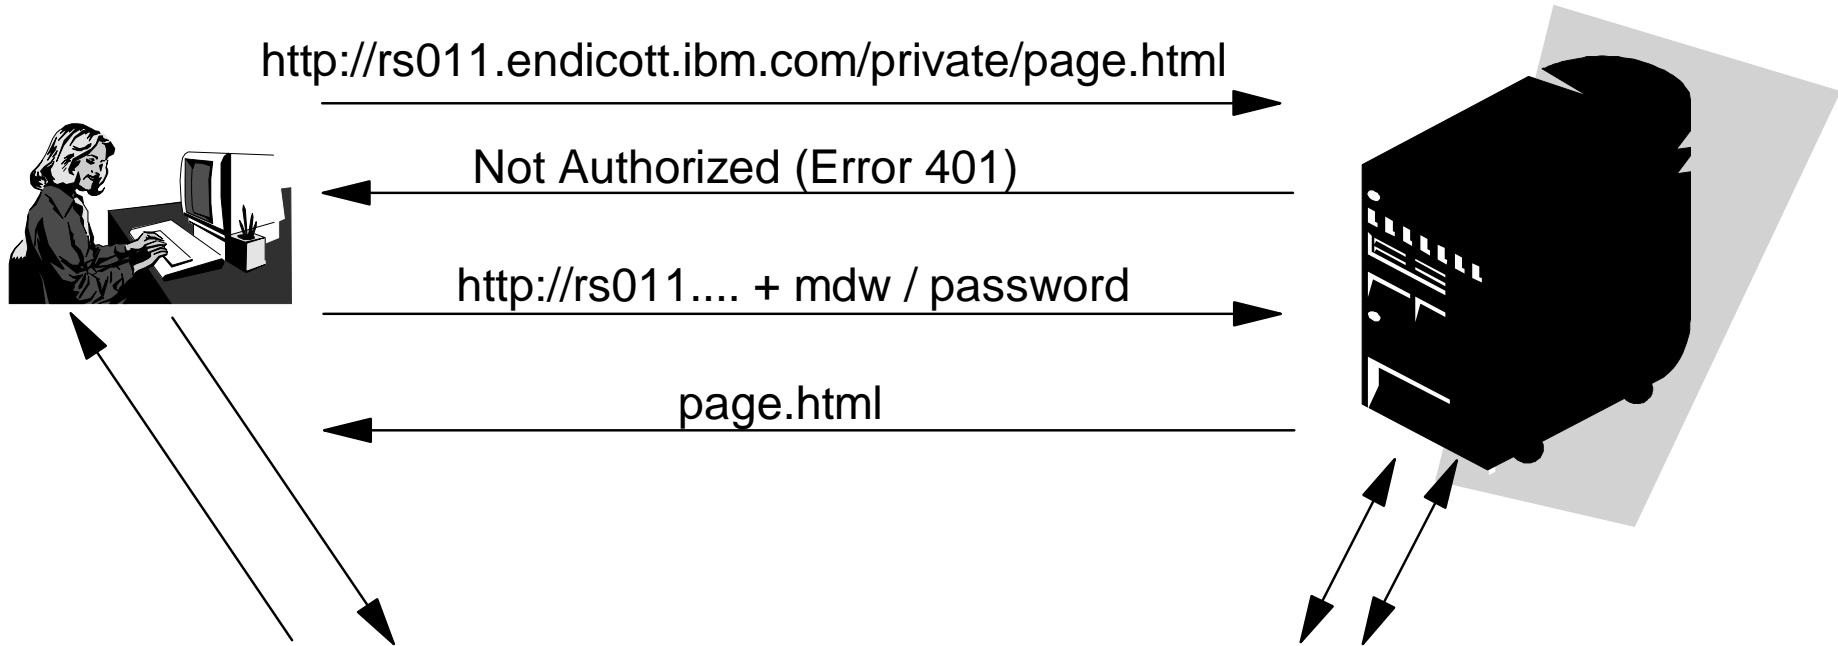 http://rs011.endicott.ibm.com/private/page.html
Not Authorized (Error 401)
http://rs011.... + mdw / password
page.html